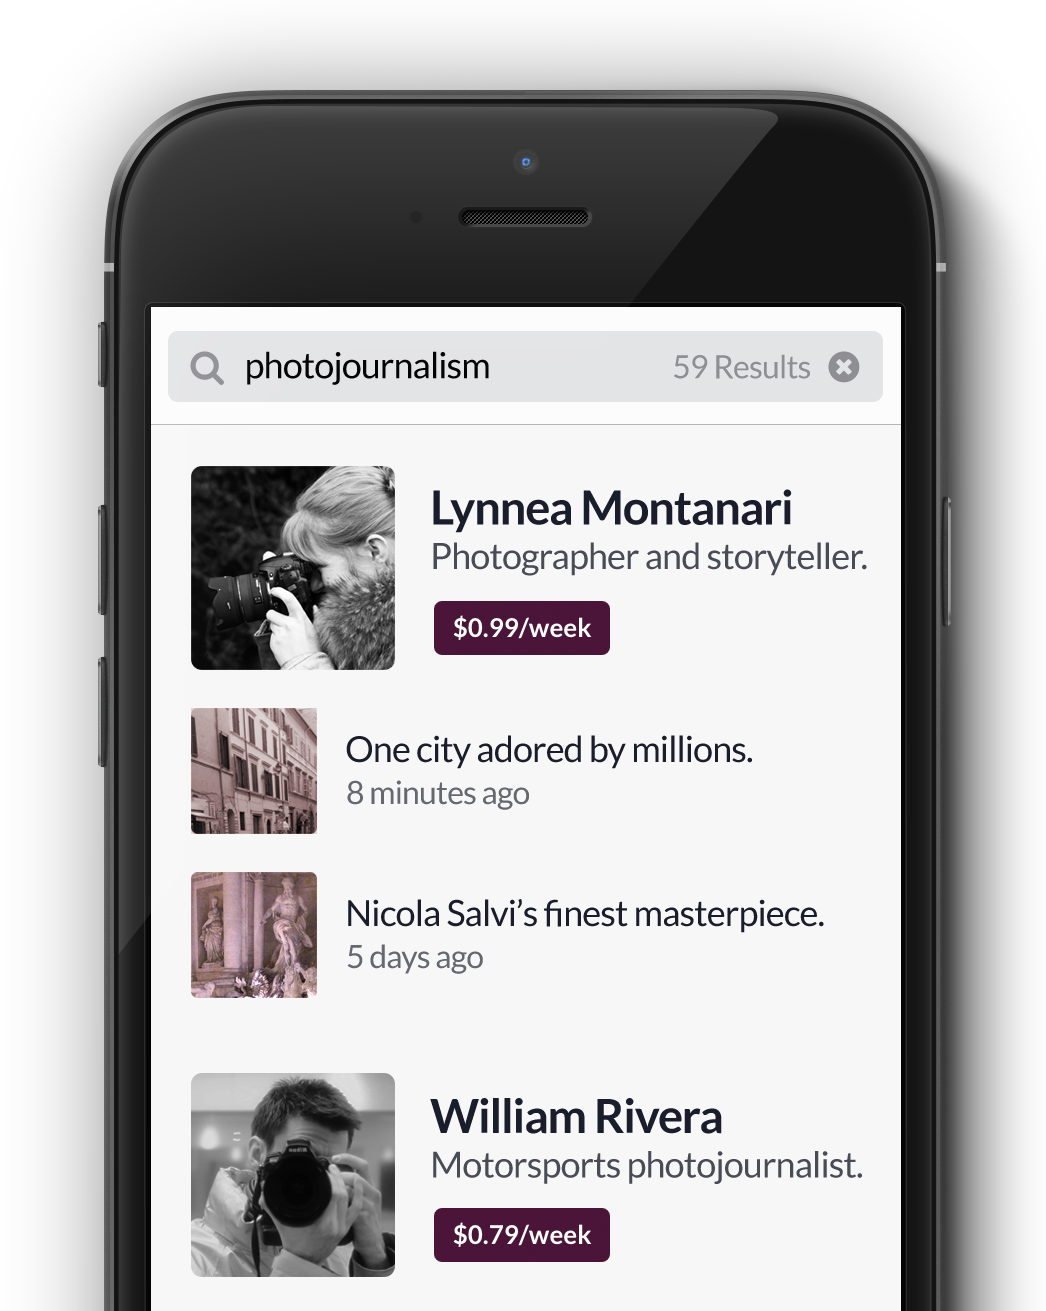 photojournalism 59 Results
Lynnea Montanari
Photographer and storyteller.
$0.99/week
One city adored by millions.
8 minutes ago
Nicola Salvi’s finest masterpiece.
5 days ago
William Rivera
Motorsports photojournalist.
$0.79/week